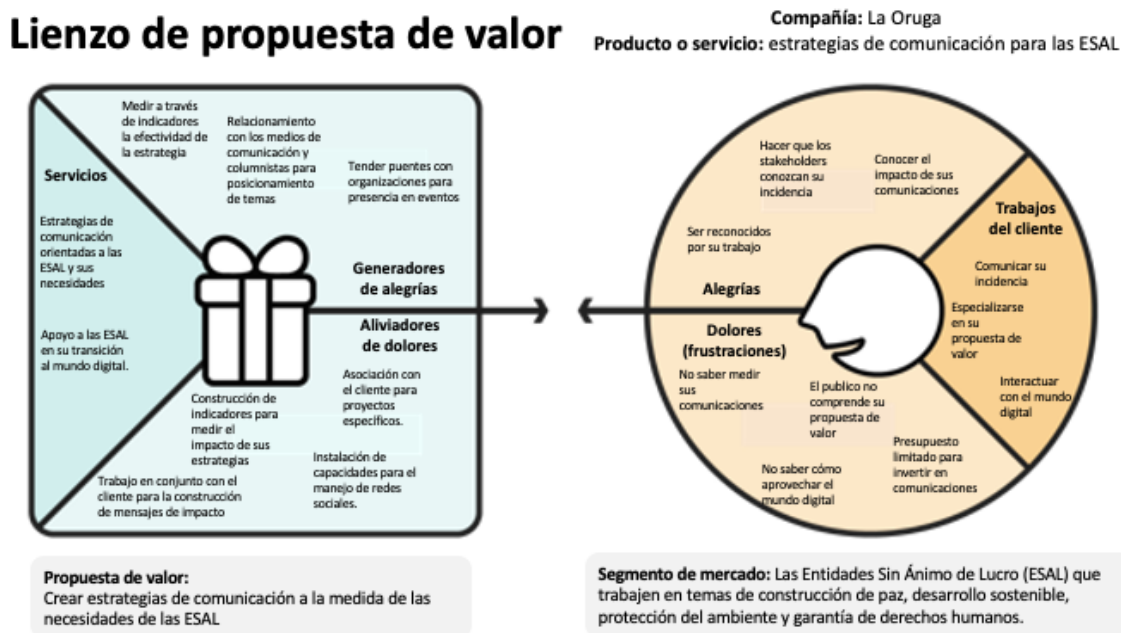 Lienzo de propuesta de valor
Compañía: La Oruga
Producto o servicio: estrategias de comunicación para las ESAL
Servicios
Estrategias de
comunicación
orientadas a las
ESAL y sus
necesidades
Apoyo a las ESAL
en su transición
al mundo digital.
Medir a través
de indicadores
la efectividad de
la estrategia
Relacionamiento
con los medios de
comunicación y
columnistas para
posicionamiento
de temas
Tender puentes con
organizaciones para
presencia en eventos
Generadores
de alegrías
Aliviadores
de dolores
Asociación con
el cliente para
proyectos
específicos.
Construcción de
indicadores para
medir el
impacto de sus
estrategias
Instalación de
capacidades para el
manejo de redes
sociales.
Trabajo en conjunto con el
cliente para la construcción
de mensajes de impacto
Hacer que los
stakeholders
conozcan su
incidencia
Conocer el
impacto de sus
comunicaciones
Ser reconocidos
por su trabajo
Alegrías
Dolores
(frustraciones)
No saber medir
sus
comunicaciones
El publico no
comprende su
propuesta de
valor
Presupuesto
limitado para
invertir en
comunicaciones
No saber cómo
aprovechar el
mundo digital
Trabajos
del cliente
Comunicar su
incidencia
Especializarse
en su
propuesta de
valor
Interactuar
con el mundo
digital
Propuesta de valor:
Crear estrategias de comunicación a la medida de las
necesidades de las ESAL
Segmento de mercado: Las Entidades Sin Ánimo de Lucro (ESAL) que
trabajen en temas de construcción de paz, desarrollo sostenible,
protección del ambiente y garantía de derechos humanos.